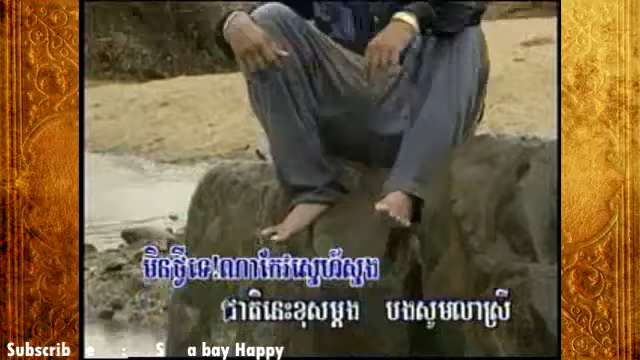 មិនថ្វីទេ!ណាកែវស្នេហ៍ស្នង
ជាតិនេះខុសម្ដង បងសូមលាស្រី
Subscrib e : S a bay Happy